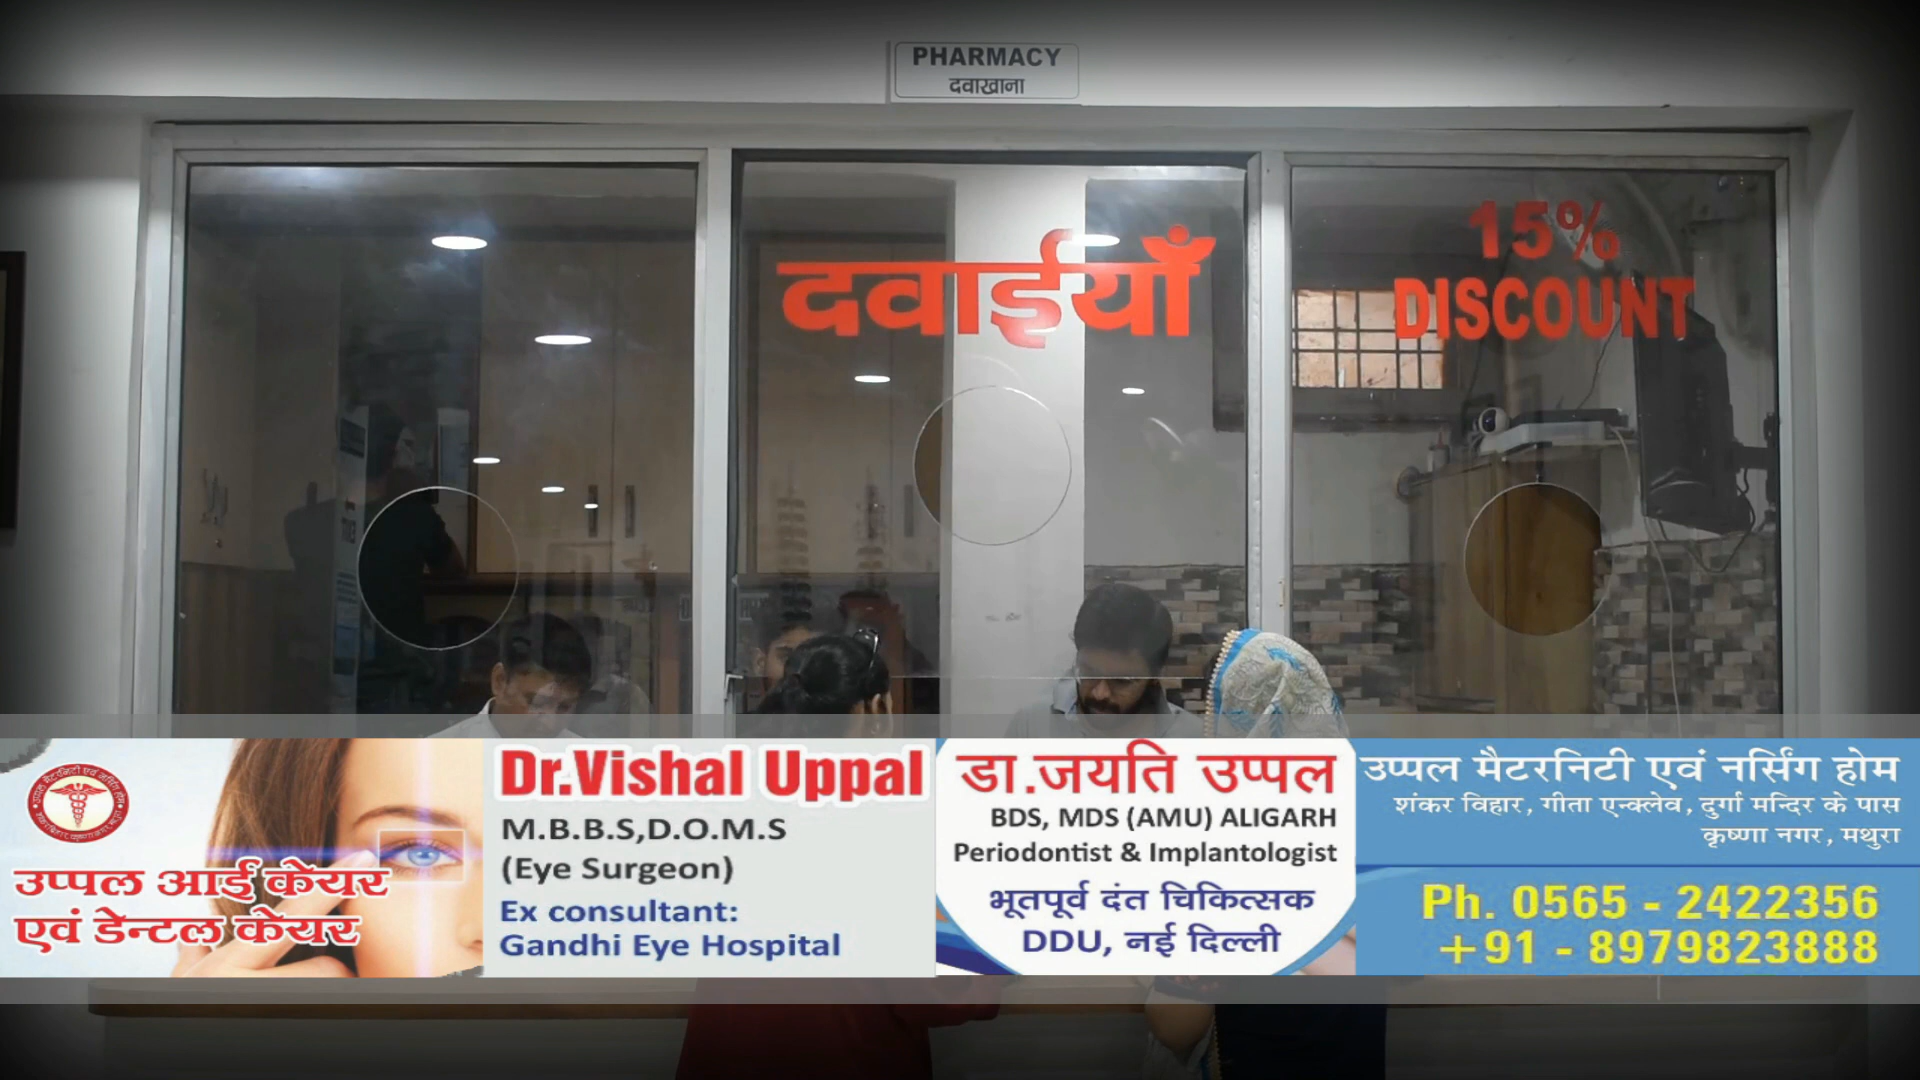 PHARMACY
दवाखाना
दवाईयाँ
15%
DISCOUNT
उप्पल आई केयर
एवं डेन्टल केयर
Dr.Vishal Uppal
M.B.B.S,D.O.M.S
(Eye Surgeon)
Ex consultant:
Gandhi Eye Hospital
डा.जयति उप्पल
BDS, MDS (AMU) ALIGARH
Periodontist & Implantologist
भूतपूर्व दंत चिकित्सक
DDU, नई दिल्ली
उप्पल मैटरनिटी एवं नर्सिंग होम
शंकर विहार, गीता एन्क्लेव, दुर्गा मन्दिर के पास
कृष्णा नगर, मथुरा
Ph. 0565 - 2422356
+91 - 8979823888